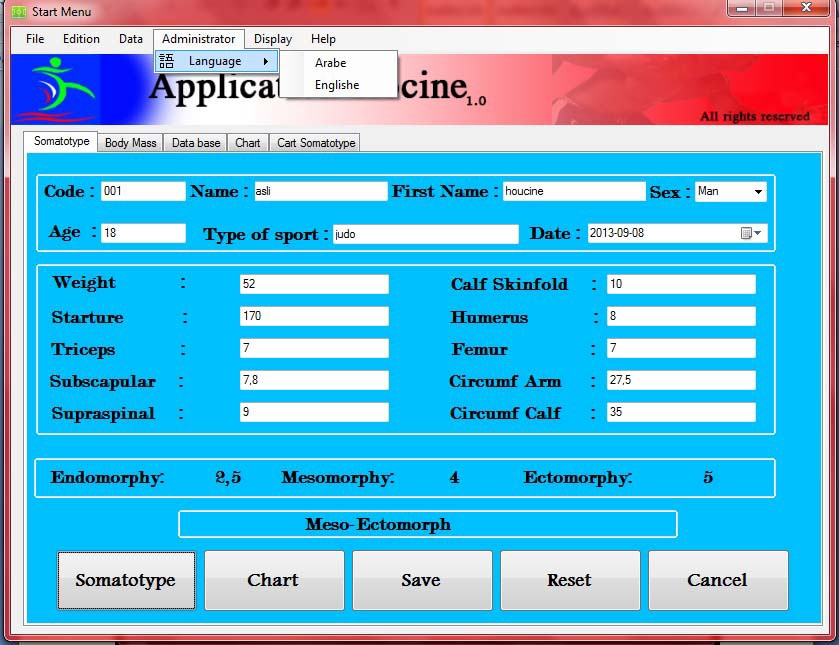 Start Menu
File Edition Data Administrator Display Help
語 Language Arabe
Englishe
cine 1.0
All rights reserved
Somatotype Body Mass Data base Chart Cart Somatotype
Code : 001 Name : asli First Name : houcine Sex : Man
Age : 18 Type of sport : judo Date : 2013-09-08
Weight : 52 Calf Skinfold : 10
Starture : 170 Humerus : 8
Triceps : 7 Femur : 7
Subscapular : 7,8 Circumf Arm : 27,5
Supraspinal : 9 Circumf Calf : 35
Endomorphy: 2,5 Mesomorphy: 4 Ectomorphy: 5
Meso-Ectomorph
Somatotype Chart Save Reset Cancel